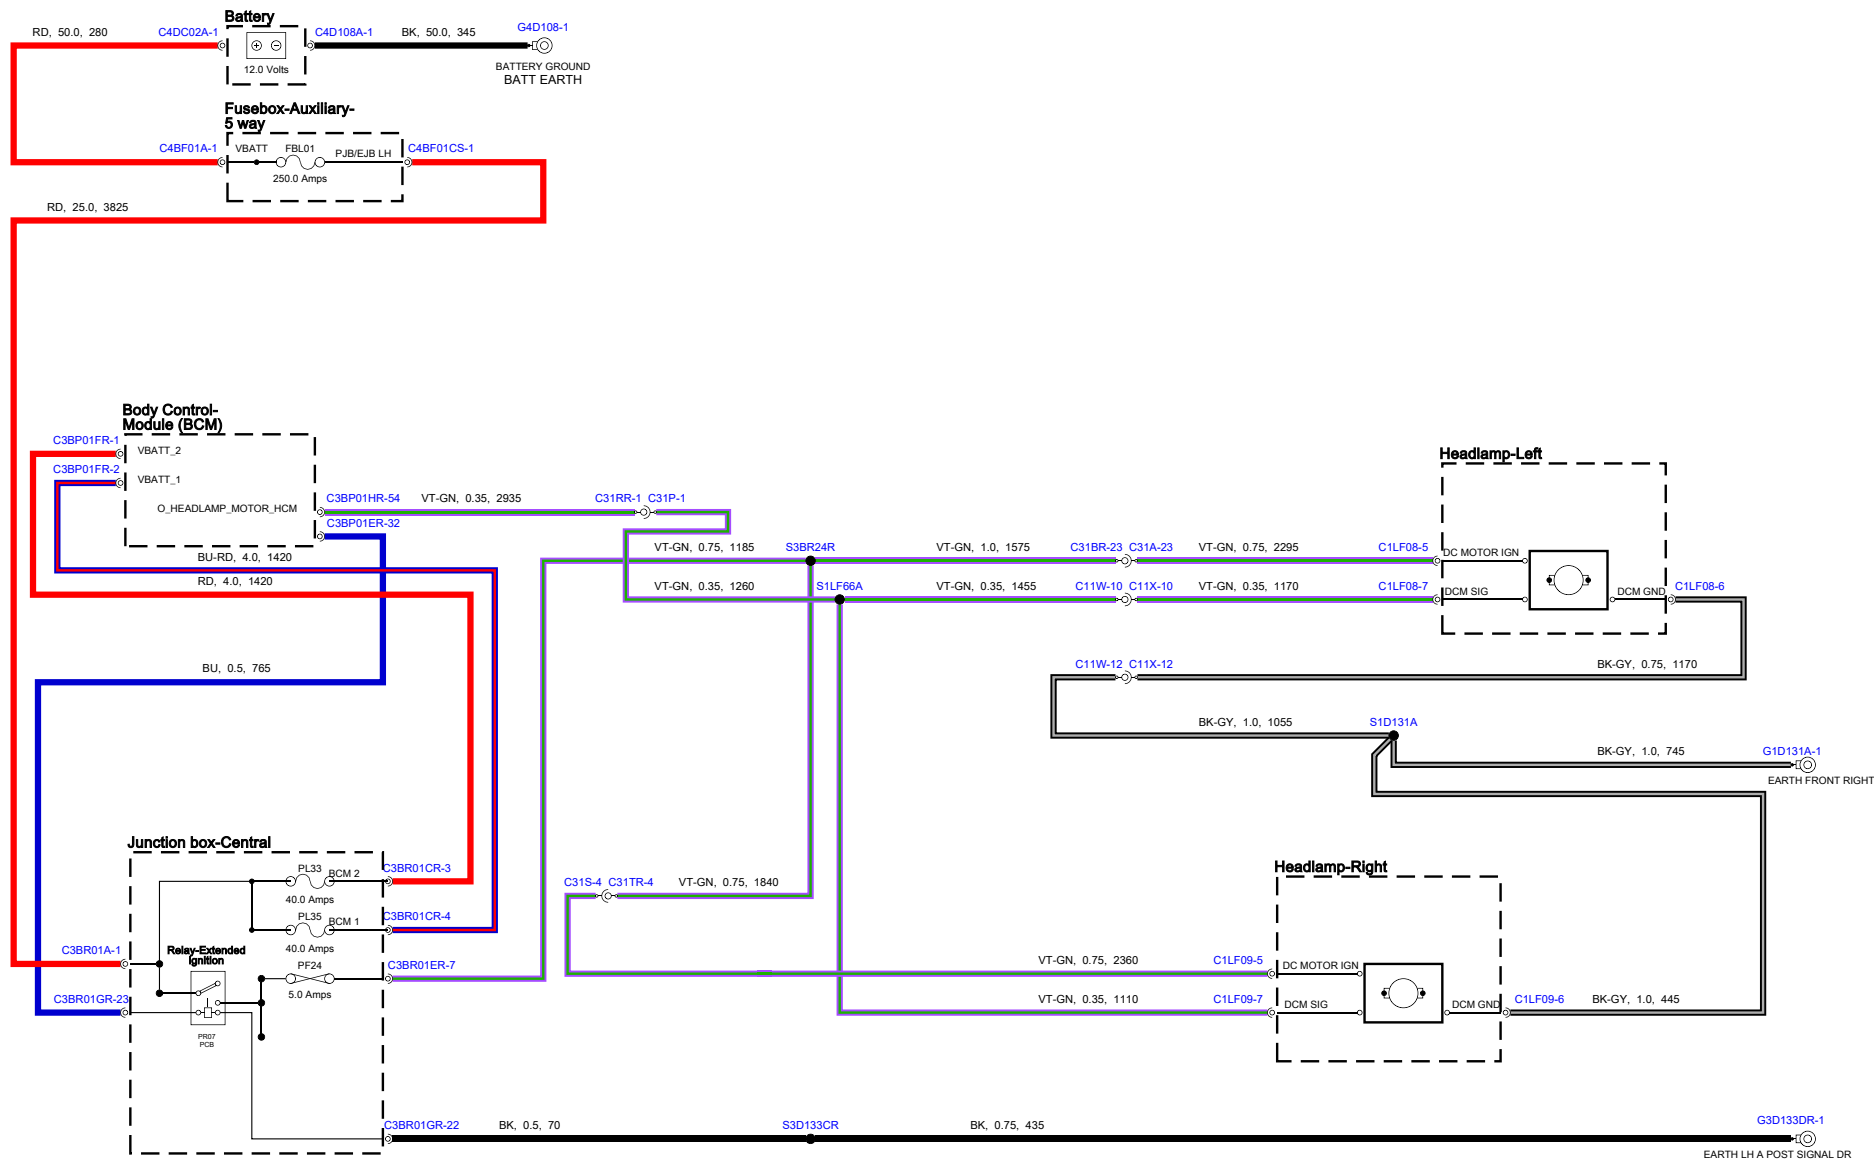 Battery
RD, 50.0, 280
C4DC02A-1
C4D108A-1
BK, 50.0, 345
G4D108-1
12.0 Volts
BATTERY GROUND
BATT EARTH
Fusebox-Auxiliary-
5 way
C4BF01A-1
VBATT
FBL01
PJB/EJB LH
C4BF01CS-1
250.0 Amps
RD, 25.0, 3825
Body Control-
Module (BCM)
C3BP01FR-1
VBATT_2
C3BP01FR-2
VBATT_1
O_HEADLAMP_MOTOR_HCM
C3BP01HR-54
VT-GN, 0.35, 2935
C31RR-1
C31P-1
C3BP01ER-32
BU-RD, 4.0, 1420
RD, 4.0, 1420
VT-GN, 0.75, 1185
S3BR24R
VT-GN, 1.0, 1575
C31BR-23
C31A-23
VT-GN, 0.75, 2295
C1LF08-5
VT-GN, 0.35, 1260
S1LF66A
VT-GN, 0.35, 1455
C11W-10
C11X-10
VT-GN, 0.35, 1170
C1LF08-7
Headlamp-Left
DC MOTOR IGN
DCM SIG
DCM GND
C1LF08-6
BU, 0.5, 765
C11W-12
C11X-12
BK-GY, 0.75, 1170
BK-GY, 1.0, 1055
S1D131A
BK-GY, 1.0, 745
G1D131A-1
EARTH FRONT RIGHT
Junction box-Central
PL33
BCM 2
C3BR01CR-3
40.0 Amps
PL35
BCM 1
C3BR01CR-4
40.0 Amps
C3BR01A-1
Relay-Extended
Ignition
PF24
C3BR01ER-7
5.0 Amps
C3BR01GR-23
PR07
PCB
C31S-4
C31TR-4
VT-GN, 0.75, 1840
Headlamp-Right
VT-GN, 0.75, 2360
C1LF09-5
DC MOTOR IGN
VT-GN, 0.35, 1110
C1LF09-7
DCM SIG
DCM GND
C1LF09-6
BK-GY, 1.0, 445
C3BR01GR-22
BK, 0.5, 70
S3D133CR
BK, 0.75, 435
G3D133DR-1
EARTH LH A POST SIGNAL DR